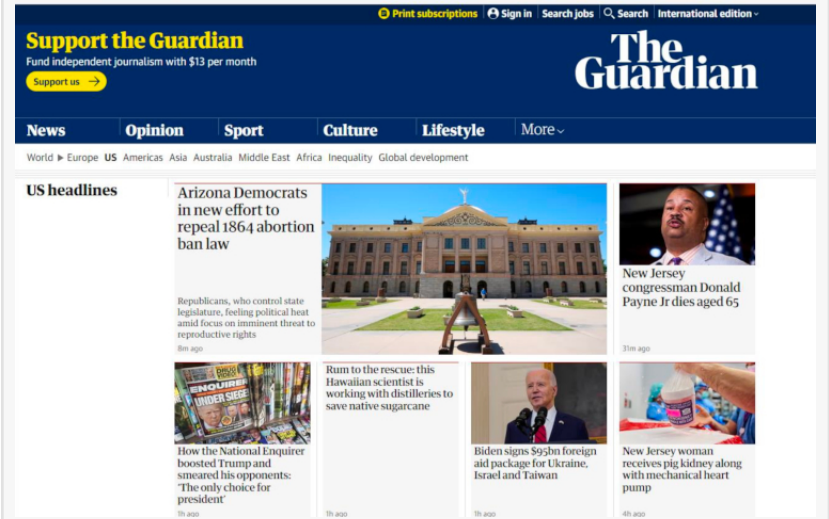 Print subscriptions Sign in Search jobs Search International edition
Support the Guardian
Fund independent journalism with $13 per month
Support us
The
Guardian
News Opinion Sport Culture Lifestyle More
World Europe US Americas Asia Australia Middle East Africa Inequality Global development
US headlines
Arizona Democrats
in new effort to
repeal 1864 abortion
ban law
Republicans, who control state
legislature, feeling political heat
amid focus on imminent threat to
reproductive rights
8m ago
New Jersey
congressman Donald
Payne Jr dies aged 65
31m ago
ENQUIRER
UNDER SIEGE
How the National Enquirer
boosted Trump and
smeared his opponents:
‘The only choice for
president’
1h ago
Rum to the rescue: this
Hawaiian scientist is
working with distilleries to
save native sugarcane
1h ago
Biden signs $95bn foreign
aid package for Ukraine,
Israel and Taiwan
1h ago
New Jersey woman
receives pig kidney along
with mechanical heart
pump
4h ago